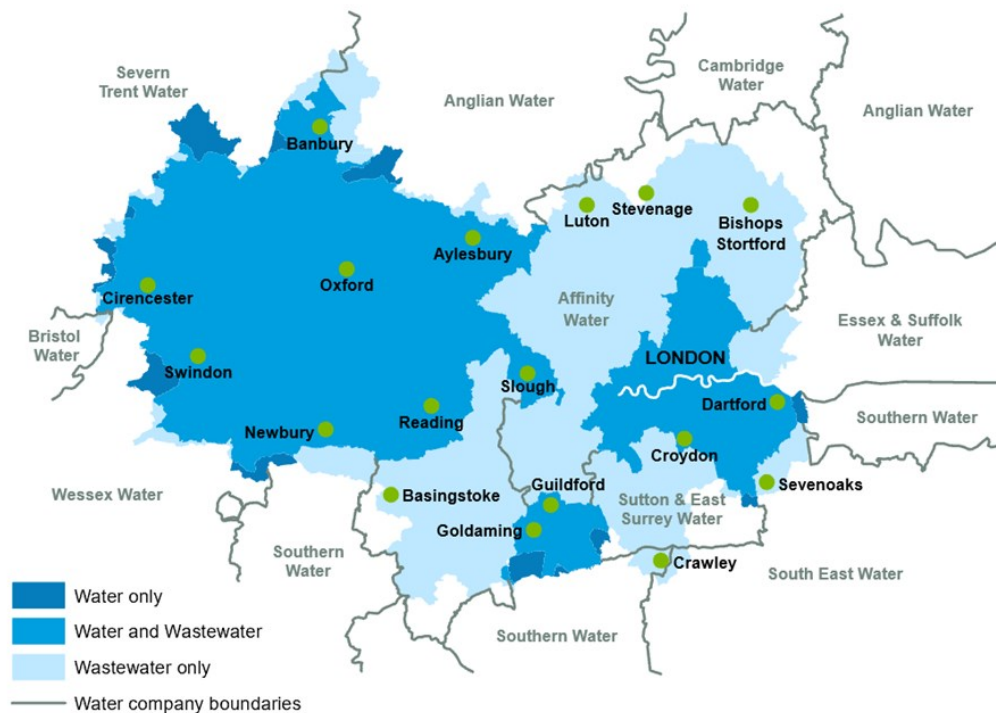 Severn
Trent Water
Anglian Water
Cambridge
Water
Anglian Water
Banbury
Luton
Stevenage
Bishops
Stortford
Aylesbury
Oxford
Cirencester
Affinity
Water
Bristol
Water
Essex & Suffolk
Water
LONDON
Swindon
Slough
Dartford
Reading
Newbury
Southern Water
Croydon
Sevenoaks
Wessex Water
Basingstoke
Guildford
Sutton & East
Surrey Water
Goldaming
Southern
Water
Crawley
South East Water
Southern Water
Water only
Water and Wastewater
Wastewater only
Water company boundaries